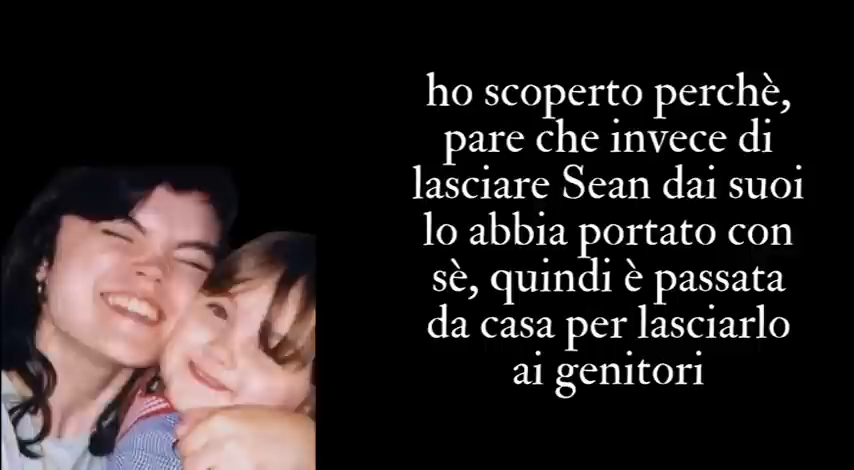 ho scoperto perchè,
pare che invece di
lasciare Sean dai suoi
lo abbia portato con
sè, quindi è passata
da casa per lasciarlo
ai genitori